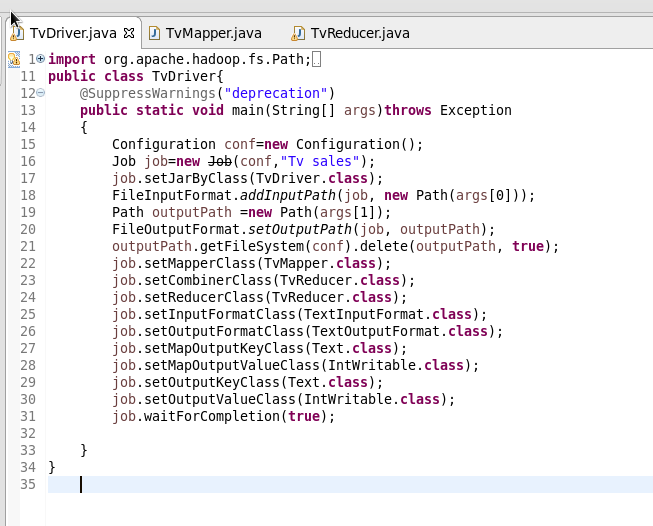 TvDriver.java TvMapper.java TvReducer.java
1 import org.apache.hadoop.fs.Path;
11 public class TvDriver{
12 @SuppressWarnings("deprecation")
13 public static void main(String[] args)throws Exception
14 {
15 Configuration conf=new Configuration();
16 Job job=new Job(conf,"Tv sales");
17 job.setJarByClass(TvDriver.class);
18 FileInputFormat.addInputPath(job, new Path(args[0]));
19 Path outputPath =new Path(args[1]);
20 FileOutputFormat.setOutputPath(job, outputPath);
21 outputPath.getFileSystem(conf).delete(outputPath, true);
22 job.setMapperClass(TvMapper.class);
23 job.setCombinerClass(TvReducer.class);
24 job.setReducerClass(TvReducer.class);
25 job.setInputFormatClass(TextInputFormat.class);
26 job.setOutputFormatClass(TextOutputFormat.class);
27 job.setMapOutputKeyClass(Text.class);
28 job.setMapOutputValueClass(IntWritable.class);
29 job.setOutputKeyClass(Text.class);
30 job.setOutputValueClass(IntWritable.class);
31 job.waitForCompletion(true);
32
33 }
34 }
35